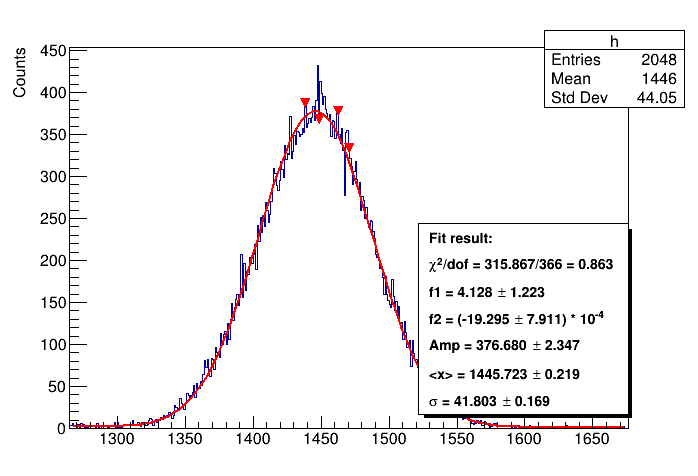 h
Entries 2048
Mean 1446
Std Dev 44.05
Counts
450
400
350
300
250
200
150
100
50
0
Fit result:
χ²/dof = 315.867/366 = 0.863
f1 = 4.128 ± 1.223
f2 = (-19.295 ± 7.911) * 10⁻⁴
Amp = 376.680 ± 2.347
<x> = 1445.723 ± 0.219
σ = 41.803 ± 0.169
1300 1350 1400 1450 1500 1550 1600 1650